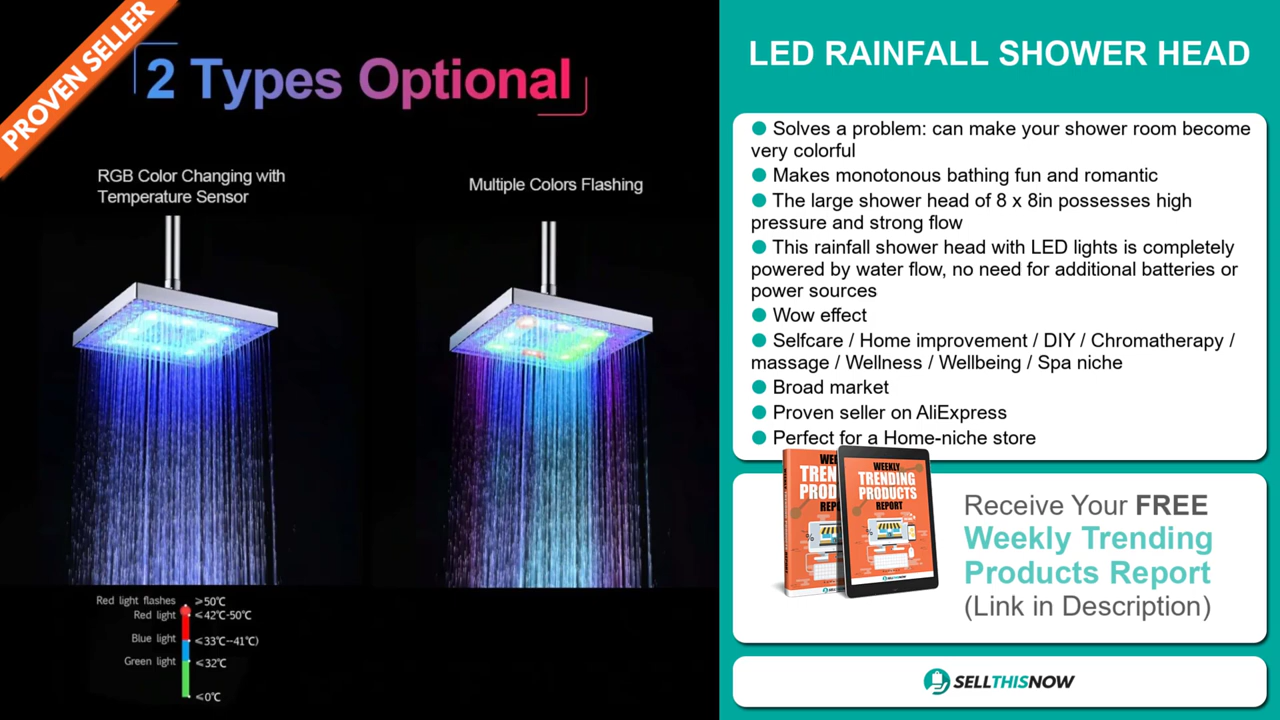 PROVEN SELLER
2 Types Optional
RGB Color Changing with
Temperature Sensor
Multiple Colors Flashing
Red light flashes ≥50℃
Red light ≤42℃-50℃
Blue light ≤33℃--41℃)
Green light ≤32℃
≤0℃
LED RAINFALL SHOWER HEAD
● Solves a problem: can make your shower room become
very colorful
● Makes monotonous bathing fun and romantic
● The large shower head of 8 x 8in possesses high
pressure and strong flow
● This rainfall shower head with LED lights is completely
powered by water flow, no need for additional batteries or
power sources
● Wow effect
● Selfcare / Home improvement / DIY / Chromatherapy /
massage / Wellness / Wellbeing / Spa niche
● Broad market
● Proven seller on AliExpress
● Perfect for a Home-niche store
WEEKLY
TRENDING
PRODUCTS
REPORT
SELLTHISNOW
Receive Your FREE
Weekly Trending
Products Report
(Link in Description)
SELLTHISNOW